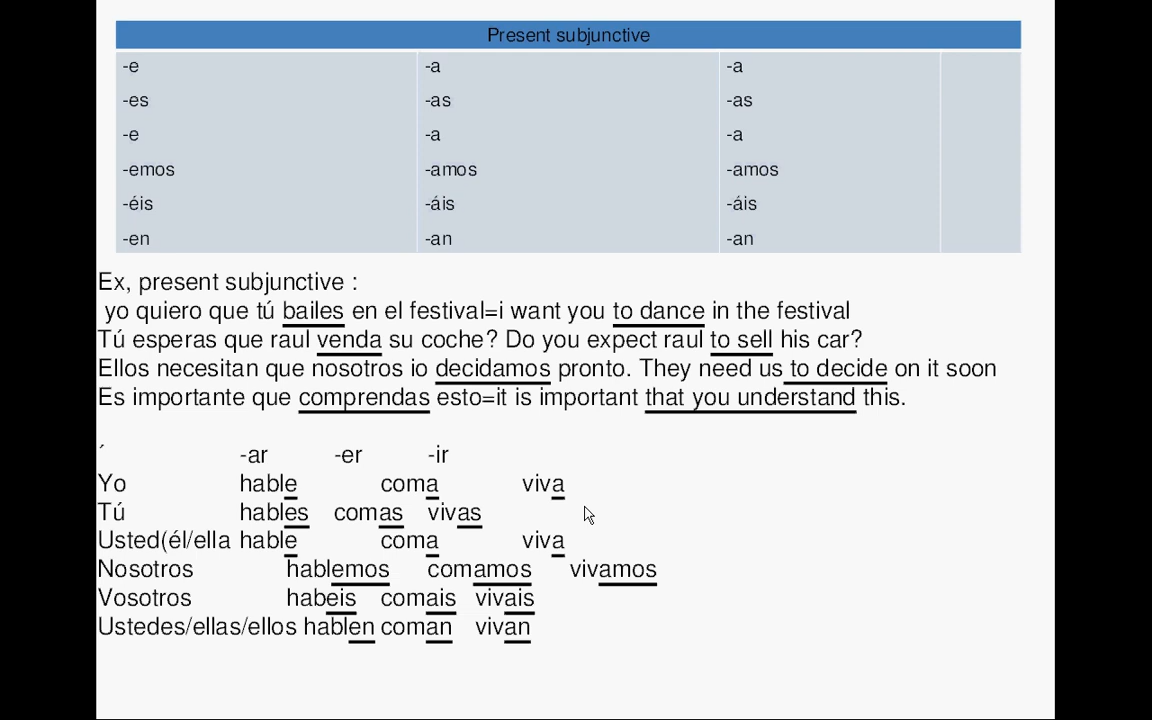 Present subjunctive
-e -a -a
-es -as -as
-e -a -a
-emos -amos -amos
-éis -áis -áis
-en -an -an
Ex, present subjunctive :
yo quiero que tú bailes en el festival=i want you to dance in the festival
Tú esperas que raul venda su coche? Do you expect raul to sell his car?
Ellos necesitan que nosotros io decidamos pronto. They need us to decide on it soon
Es importante que comprendas esto=it is important that you understand this.
´ -ar -er -ir
Yo hable coma viva
Tú hables comas vivas
Usted(él/ella hable coma viva
Nosotros hablemos comamos vivamos
Vosotros habeis comais vivais
Ustedes/ellas/ellos hablen coman vivan